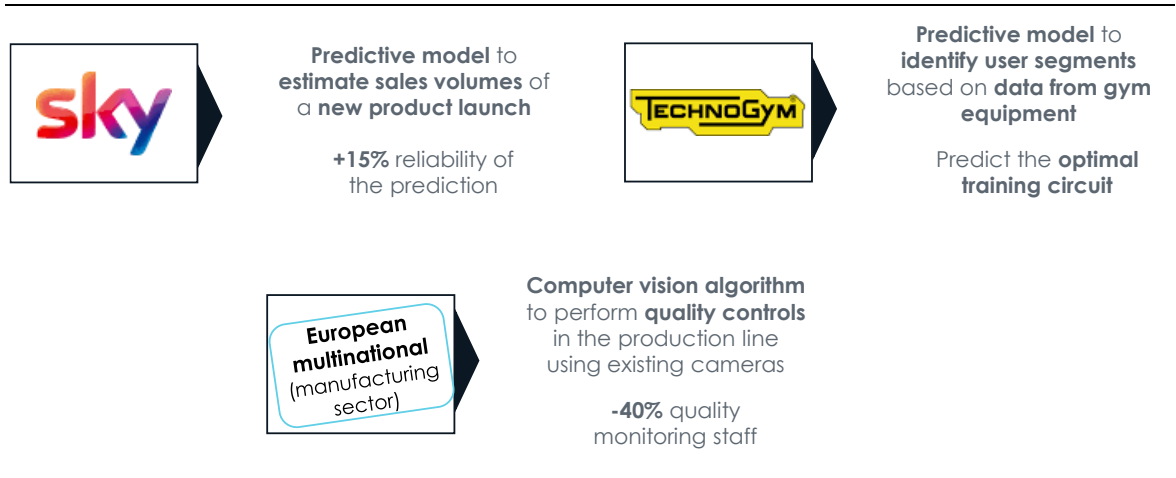 sky
Predictive model to
estimate sales volumes of
a new product launch
+15% reliability of
the prediction
TECHNOGYM®
Predictive model to
identify user segments
based on data from gym
equipment
Predict the optimal
training circuit
European
multinational
(manufacturing
sector)
Computer vision algorithm
to perform quality controls
in the production line
using existing cameras
-40% quality
monitoring staff